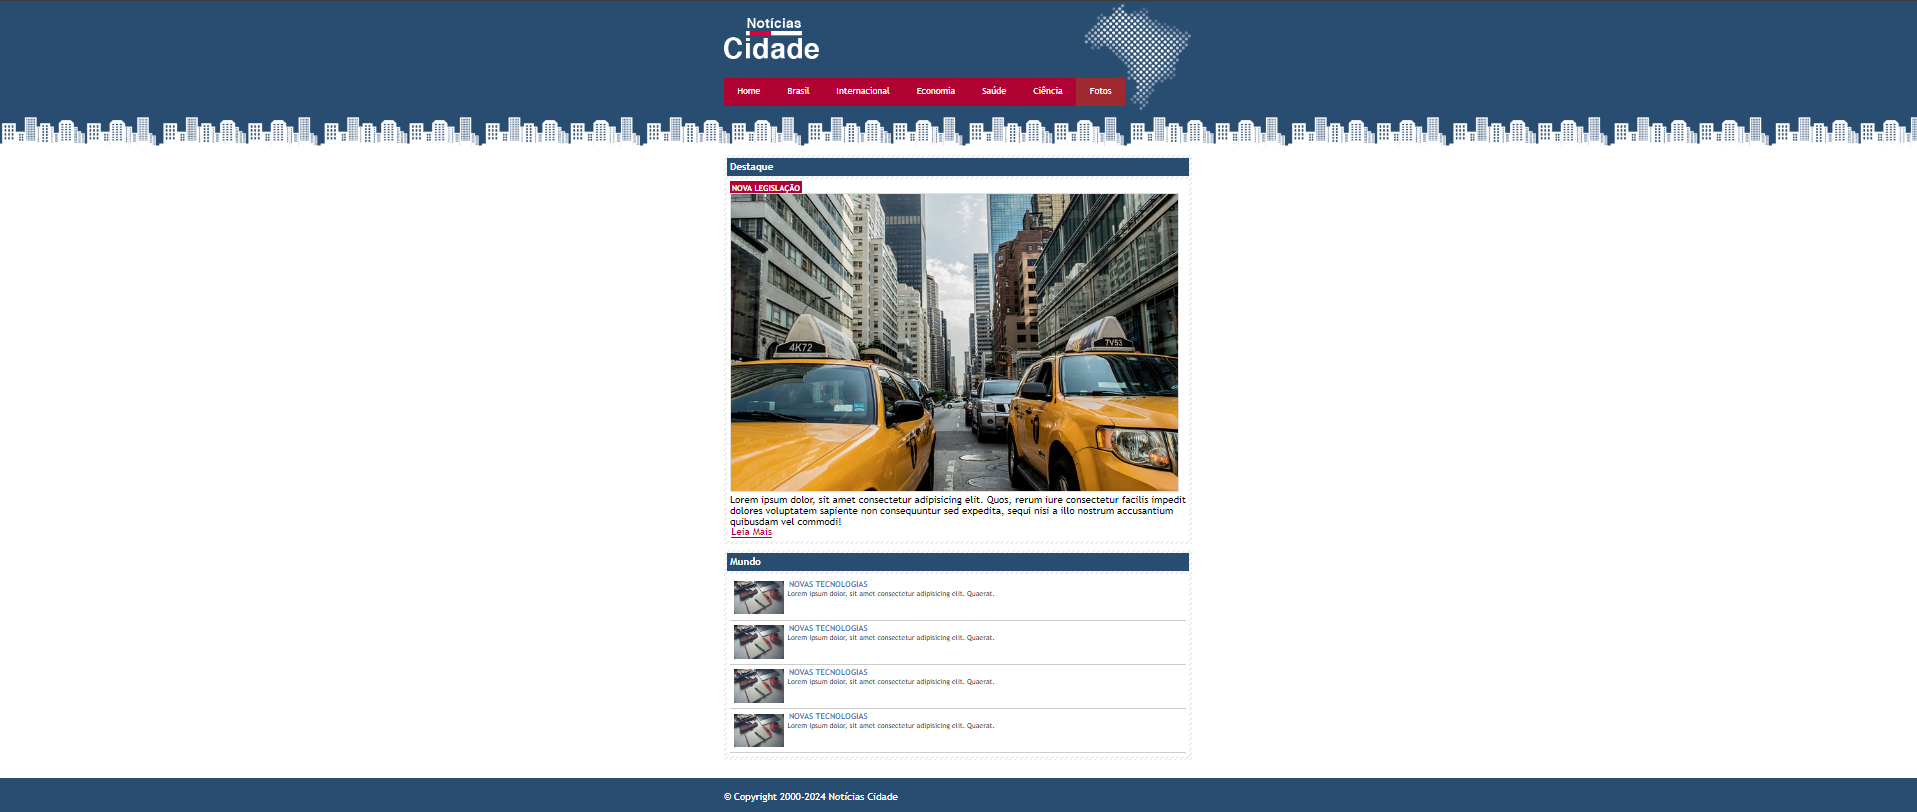 Notícias
Cidade
Home Brasil Internacional Economia Saúde Ciência Fotos
Destaque
NOVA LEGISLAÇÃO
4K72
7V53
Lorem ipsum dolor, sit amet consectetur adipisicing elit. Quos, rerum iure consectetur facilis impedit
dolores voluptatem sapiente non consequuntur sed expedita, sequi nisi a illo nostrum accusantium
quibusdam vel commodi!
Leia Mais
Mundo
NOVAS TECNOLOGIAS
Lorem ipsum dolor, sit amet consectetur adipisicing elit. Quaerat.
NOVAS TECNOLOGIAS
Lorem ipsum dolor, sit amet consectetur adipisicing elit. Quaerat.
NOVAS TECNOLOGIAS
Lorem ipsum dolor, sit amet consectetur adipisicing elit. Quaerat.
NOVAS TECNOLOGIAS
Lorem ipsum dolor, sit amet consectetur adipisicing elit. Quaerat.
© Copyright 2000-2024 Notícias Cidade